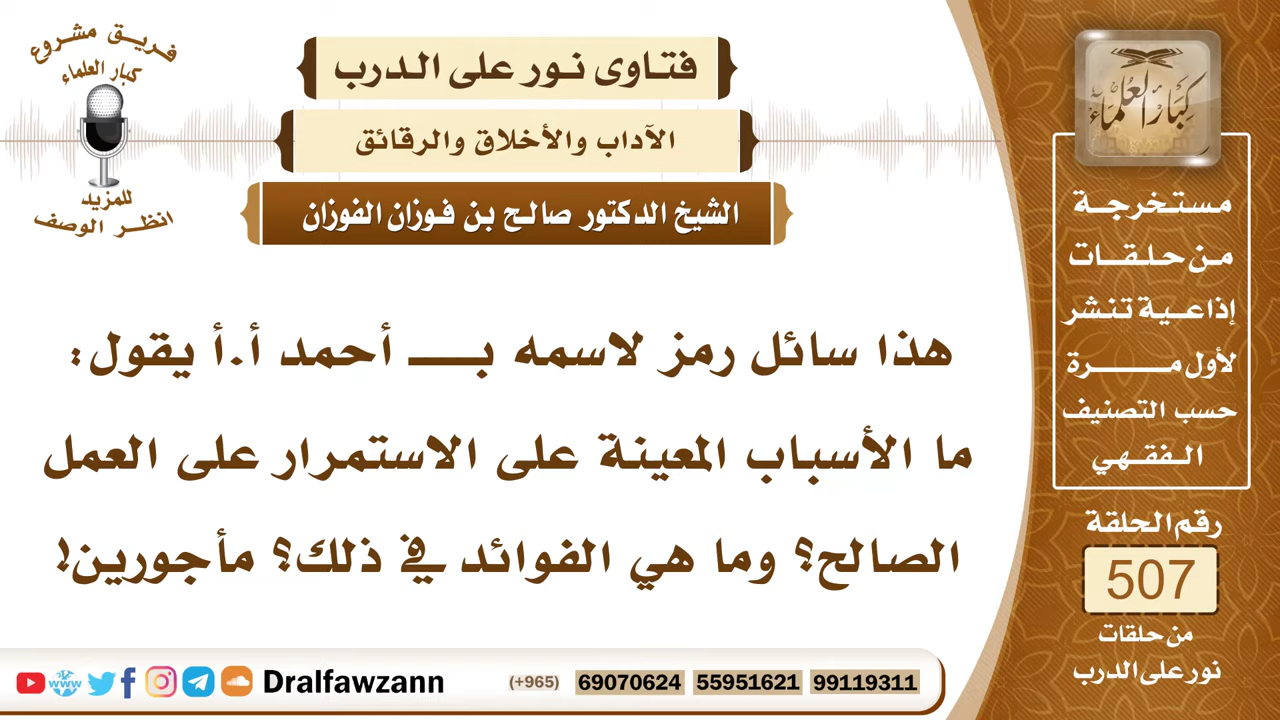 فريق مشروع
كبار العلماء
للمزيد
انظر الوصف
فتاوى نور على الدرب
الآداب والأخلاق والرقائق
الشيخ الدكتور صالح بن فوزان الفوزان
هذا سائل رمز لاسمه بـ أحمد أ.أ يقول:
ما الأسباب المعينة على الاستمرار على العمل
الصالح؟ وما هي الفوائد في ذلك؟ مأجورين!
كبار العلماء
مستخرجة
من حلقات
إذاعية تنشر
لأول مرة
حسب التصنيف
الفقهي
رقم الحلقة
507
من حلقات
نور على الدرب
www Dralfawzann (+965) 69070624 55951621 99119311